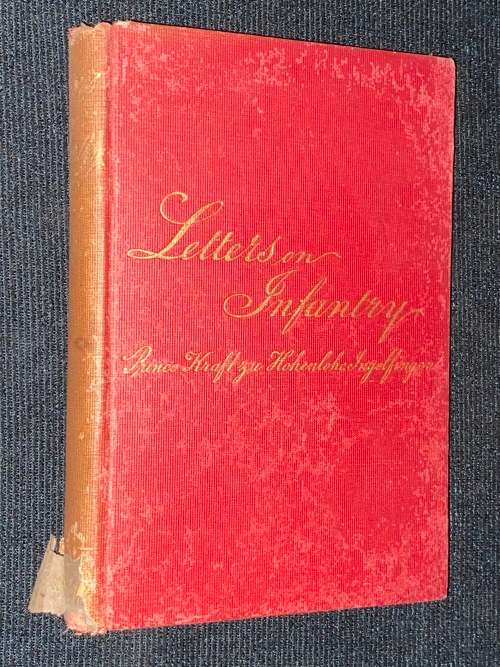 Letters on
Infantry
Prince Kraft zu Hohenlohe Ingelfingen